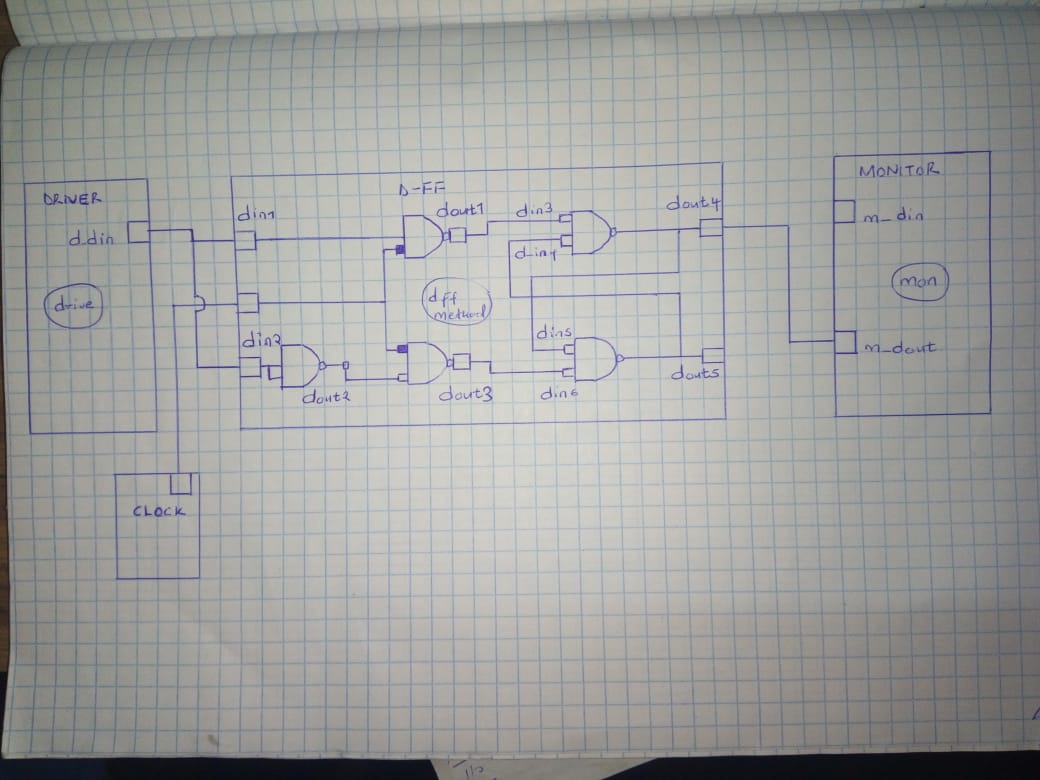 DRIVER
d_din
drive
CLOCK
D-FF
din1
dout1
din3
dout4
din4
dff
method
din2
din5
dout2
dout3
din6
dout5
MONITOR
m_din
mon
m_dout